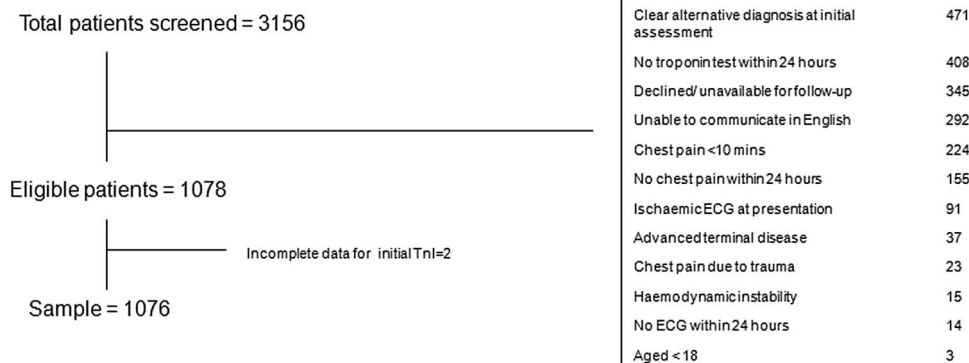 Total patients screened = 3156
Eligible patients = 1078
Incomplete data for initial TnI=2
Sample = 1076
Clear alternative diagnosis at initial 471
assessment
No troponin test within 24 hours 408
Declined/ unavailable for follow-up 345
Unable to communicate in English 292
Chest pain <10 mins 224
No chest pain within 24 hours 155
Ischaemic ECG at presentation 91
Advanced terminal disease 37
Chest pain due to trauma 23
Haemodynamic instability 15
No ECG within 24 hours 14
Aged <18 3